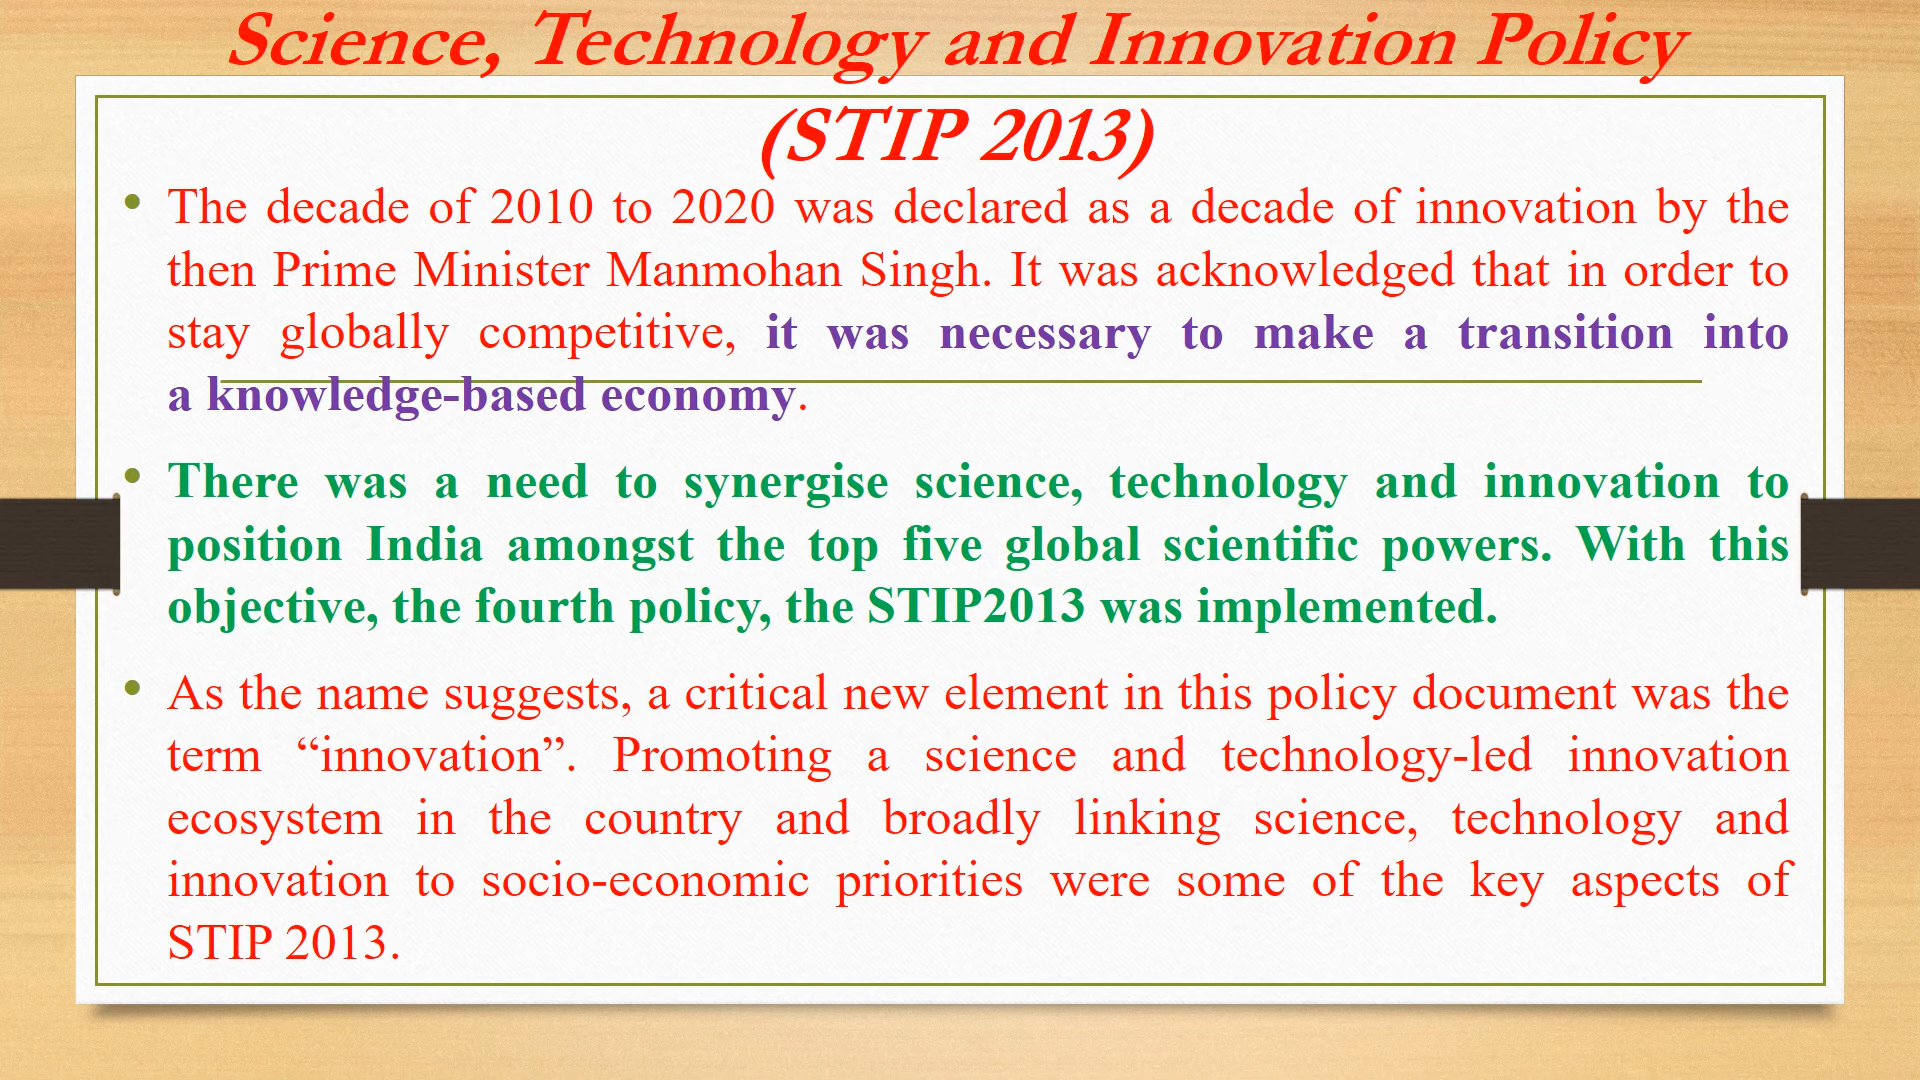 Science, Technology and Innovation Policy
(STIP 2013)
• The decade of 2010 to 2020 was declared as a decade of innovation by the
then Prime Minister Manmohan Singh. It was acknowledged that in order to
stay globally competitive, it was necessary to make a transition into
a knowledge-based economy.
• There was a need to synergise science, technology and innovation to
position India amongst the top five global scientific powers. With this
objective, the fourth policy, the STIP2013 was implemented.
• As the name suggests, a critical new element in this policy document was the
term “innovation”. Promoting a science and technology-led innovation
ecosystem in the country and broadly linking science, technology and
innovation to socio-economic priorities were some of the key aspects of
STIP 2013.